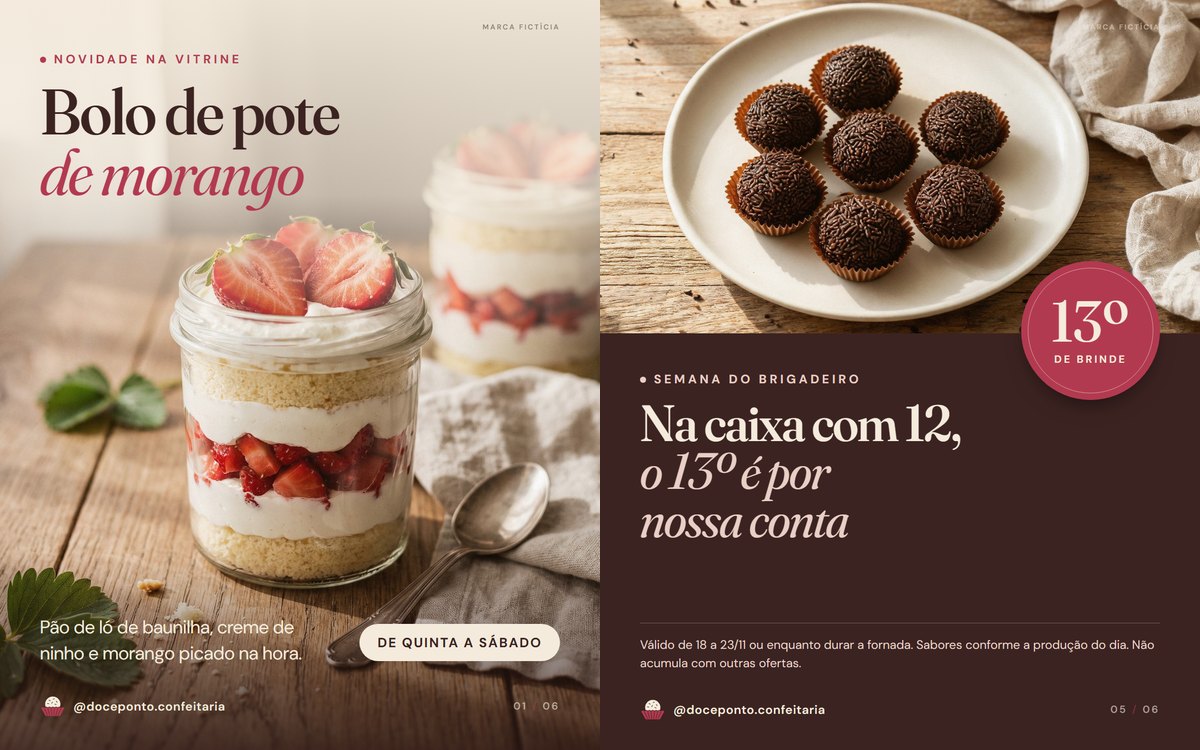 MARCA FICTÍCIA
NOVIDADE NA VITRINE
Bolo de pote
de morango
Pão de ló de baunilha, creme de
ninho e morango picado na hora.
DE QUINTA A SÁBADO
@doceponto.confeitaria
01 / 06
MARCA FICTÍCIA
13º
DE BRINDE
SEMANA DO BRIGADEIRO
Na caixa com 12,
o 13º é por
nossa conta
Válido de 18 a 23/11 ou enquanto durar a fornada. Sabores conforme a produção do dia. Não
acumula com outras ofertas.
@doceponto.confeitaria
05 / 06